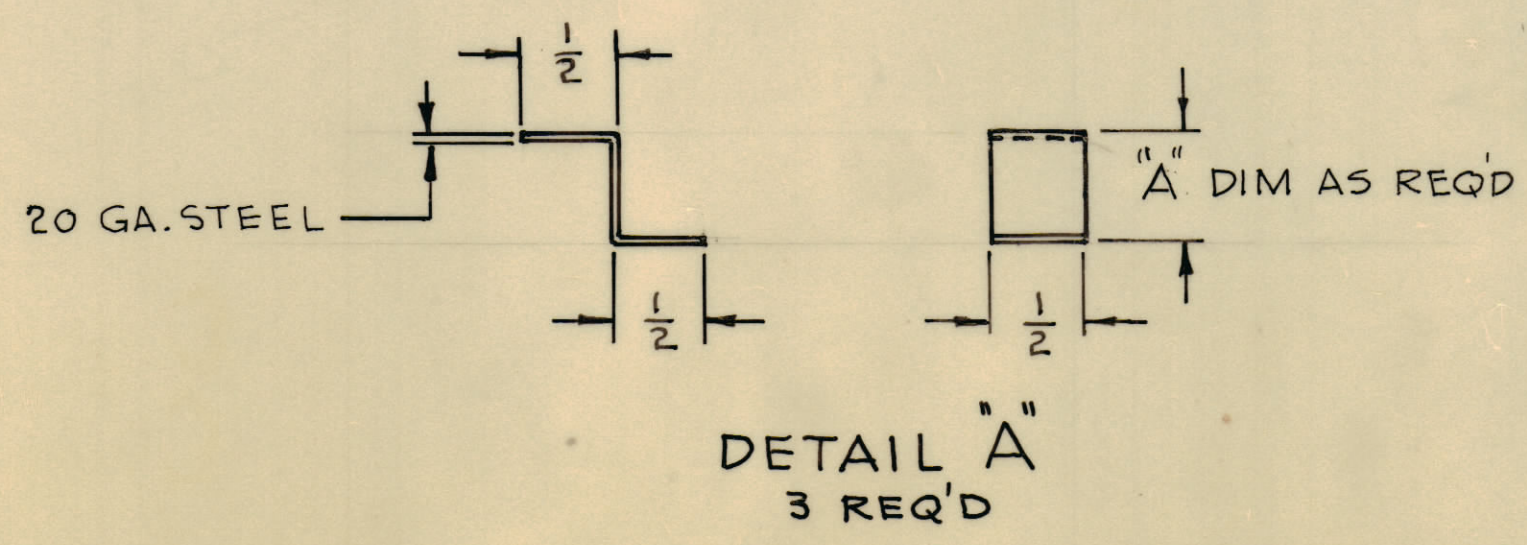 1/2
20 GA. STEEL
"A" DIM AS REQ'D
1/2
1/2
DETAIL "A"
3 REQ'D